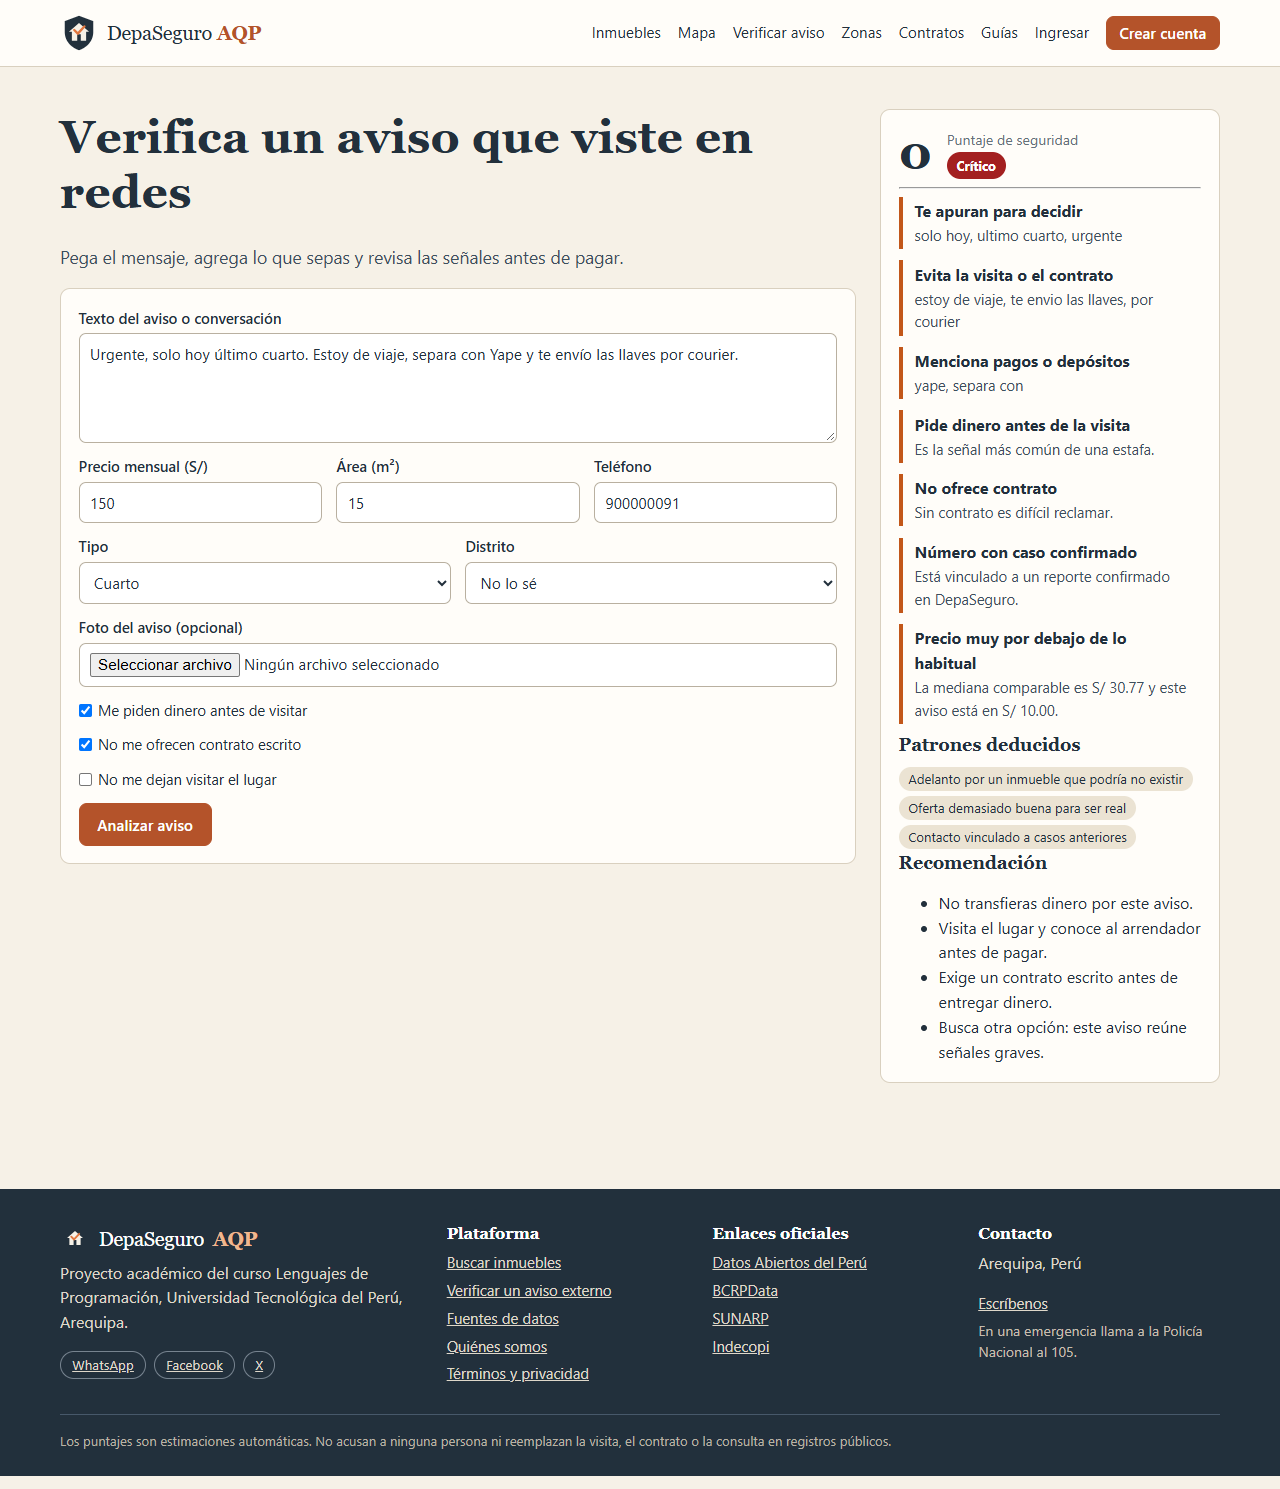 DepaSeguro AQP
Inmuebles Mapa Verificar aviso Zonas Contratos Guías Ingresar Crear cuenta
Verifica un aviso que viste en
redes
Pega el mensaje, agrega lo que sepas y revisa las señales antes de pagar.
Texto del aviso o conversación
Urgente, solo hoy último cuarto. Estoy de viaje, separa con Yape y te envío las llaves por courier.
Precio mensual (S/) Área (m²) Teléfono
150 15 900000091
Tipo Distrito
Cuarto No lo sé
Foto del aviso (opcional)
Seleccionar archivo Ningún archivo seleccionado
Me piden dinero antes de visitar
No me ofrecen contrato escrito
No me dejan visitar el lugar
Analizar aviso
0 Puntaje de seguridad
Crítico
Te apuran para decidir
solo hoy, ultimo cuarto, urgente
Evita la visita o el contrato
estoy de viaje, te envio las llaves, por
courier
Menciona pagos o depósitos
yape, separa con
Pide dinero antes de la visita
Es la señal más común de una estafa.
No ofrece contrato
Sin contrato es difícil reclamar.
Número con caso confirmado
Está vinculado a un reporte confirmado
en DepaSeguro.
Precio muy por debajo de lo
habitual
La mediana comparable es S/ 30.77 y este
aviso está en S/ 10.00.
Patrones deducidos
Adelanto por un inmueble que podría no existir
Oferta demasiado buena para ser real
Contacto vinculado a casos anteriores
Recomendación
No transfieras dinero por este aviso.
Visita el lugar y conoce al arrendador
antes de pagar.
Exige un contrato escrito antes de
entregar dinero.
Busca otra opción: este aviso reúne
señales graves.
DepaSeguro AQP
Proyecto académico del curso Lenguajes de
Programación, Universidad Tecnológica del Perú,
Arequipa.
WhatsApp Facebook X
Plataforma
Buscar inmuebles
Verificar un aviso externo
Fuentes de datos
Quiénes somos
Términos y privacidad
Enlaces oficiales
Datos Abiertos del Perú
BCRPData
SUNARP
Indecopi
Contacto
Arequipa, Perú
Escríbenos
En una emergencia llama a la Policía
Nacional al 105.
Los puntajes son estimaciones automáticas. No acusan a ninguna persona ni reemplazan la visita, el contrato o la consulta en registros públicos.